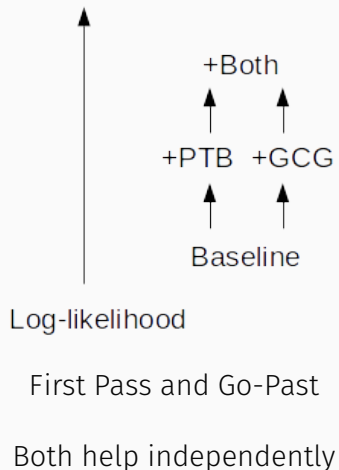 +Both
+PTB +GCG
Baseline
Log-likelihood
First Pass and Go-Past
Both help independently